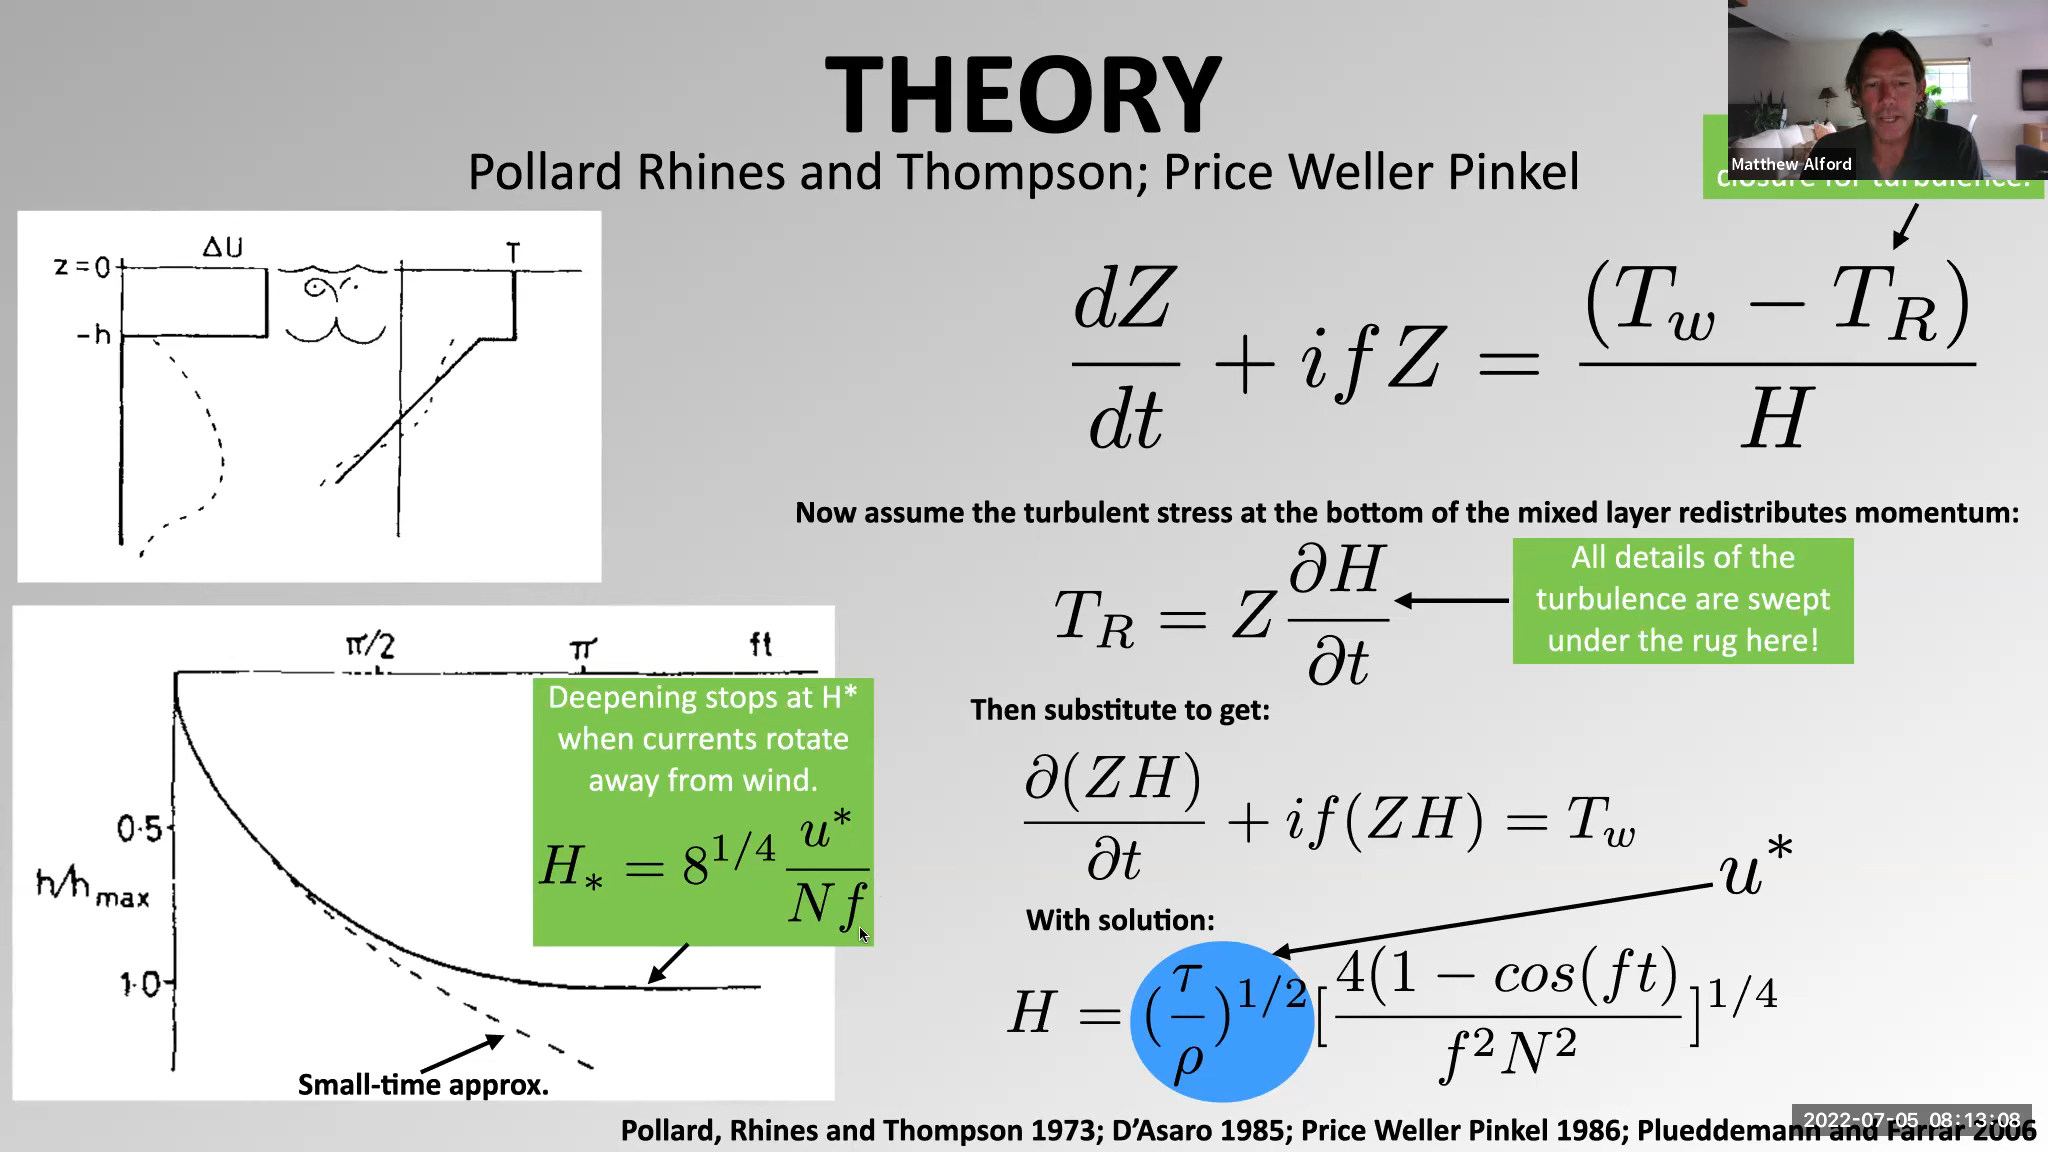 THEORY
Pollard Rhines and Thompson; Price Weller Pinkel
Matthew Alford
closure for turbulence.
ΔU
T
z=0
-h
dZ/dt + ifZ = (T_w − T_R)/H
Now assume the turbulent stress at the bottom of the mixed layer redistributes momentum:
T_R = Z ∂H/∂t
All details of the
turbulence are swept
under the rug here!
Then substitute to get:
∂(ZH)/∂t + if(ZH) = T_w
u*
With solution:
H = (τ/ρ)^{1/2}[4(1 − cos(ft)/f²N²]^{1/4}
π/2
π
ft
Deepening stops at H*
when currents rotate
away from wind.
H_* = 8^{1/4} u*/Nf
0.5
h/h_max
1.0
Small-time approx.
Pollard, Rhines and Thompson 1973; D'Asaro 1985; Price Weller Pinkel 1986; Plueddemann and Farrar 2006
2022-07-05 08:13:08